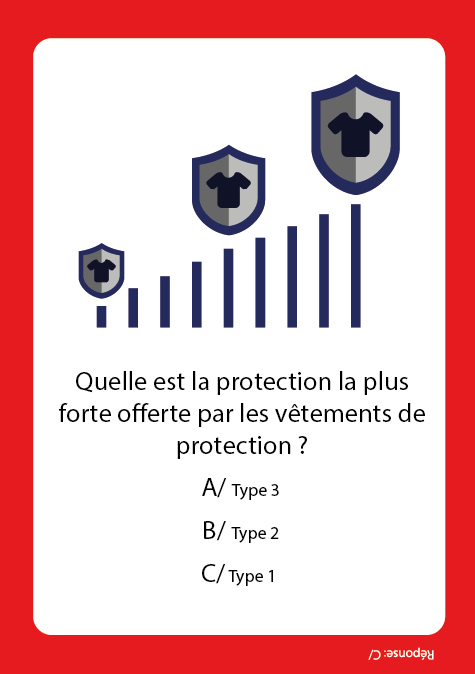 Quelle est la protection la plus
forte offerte par les vêtements de
protection ?
A/ Type 3
B/ Type 2
C/ Type 1
Réponse: C/